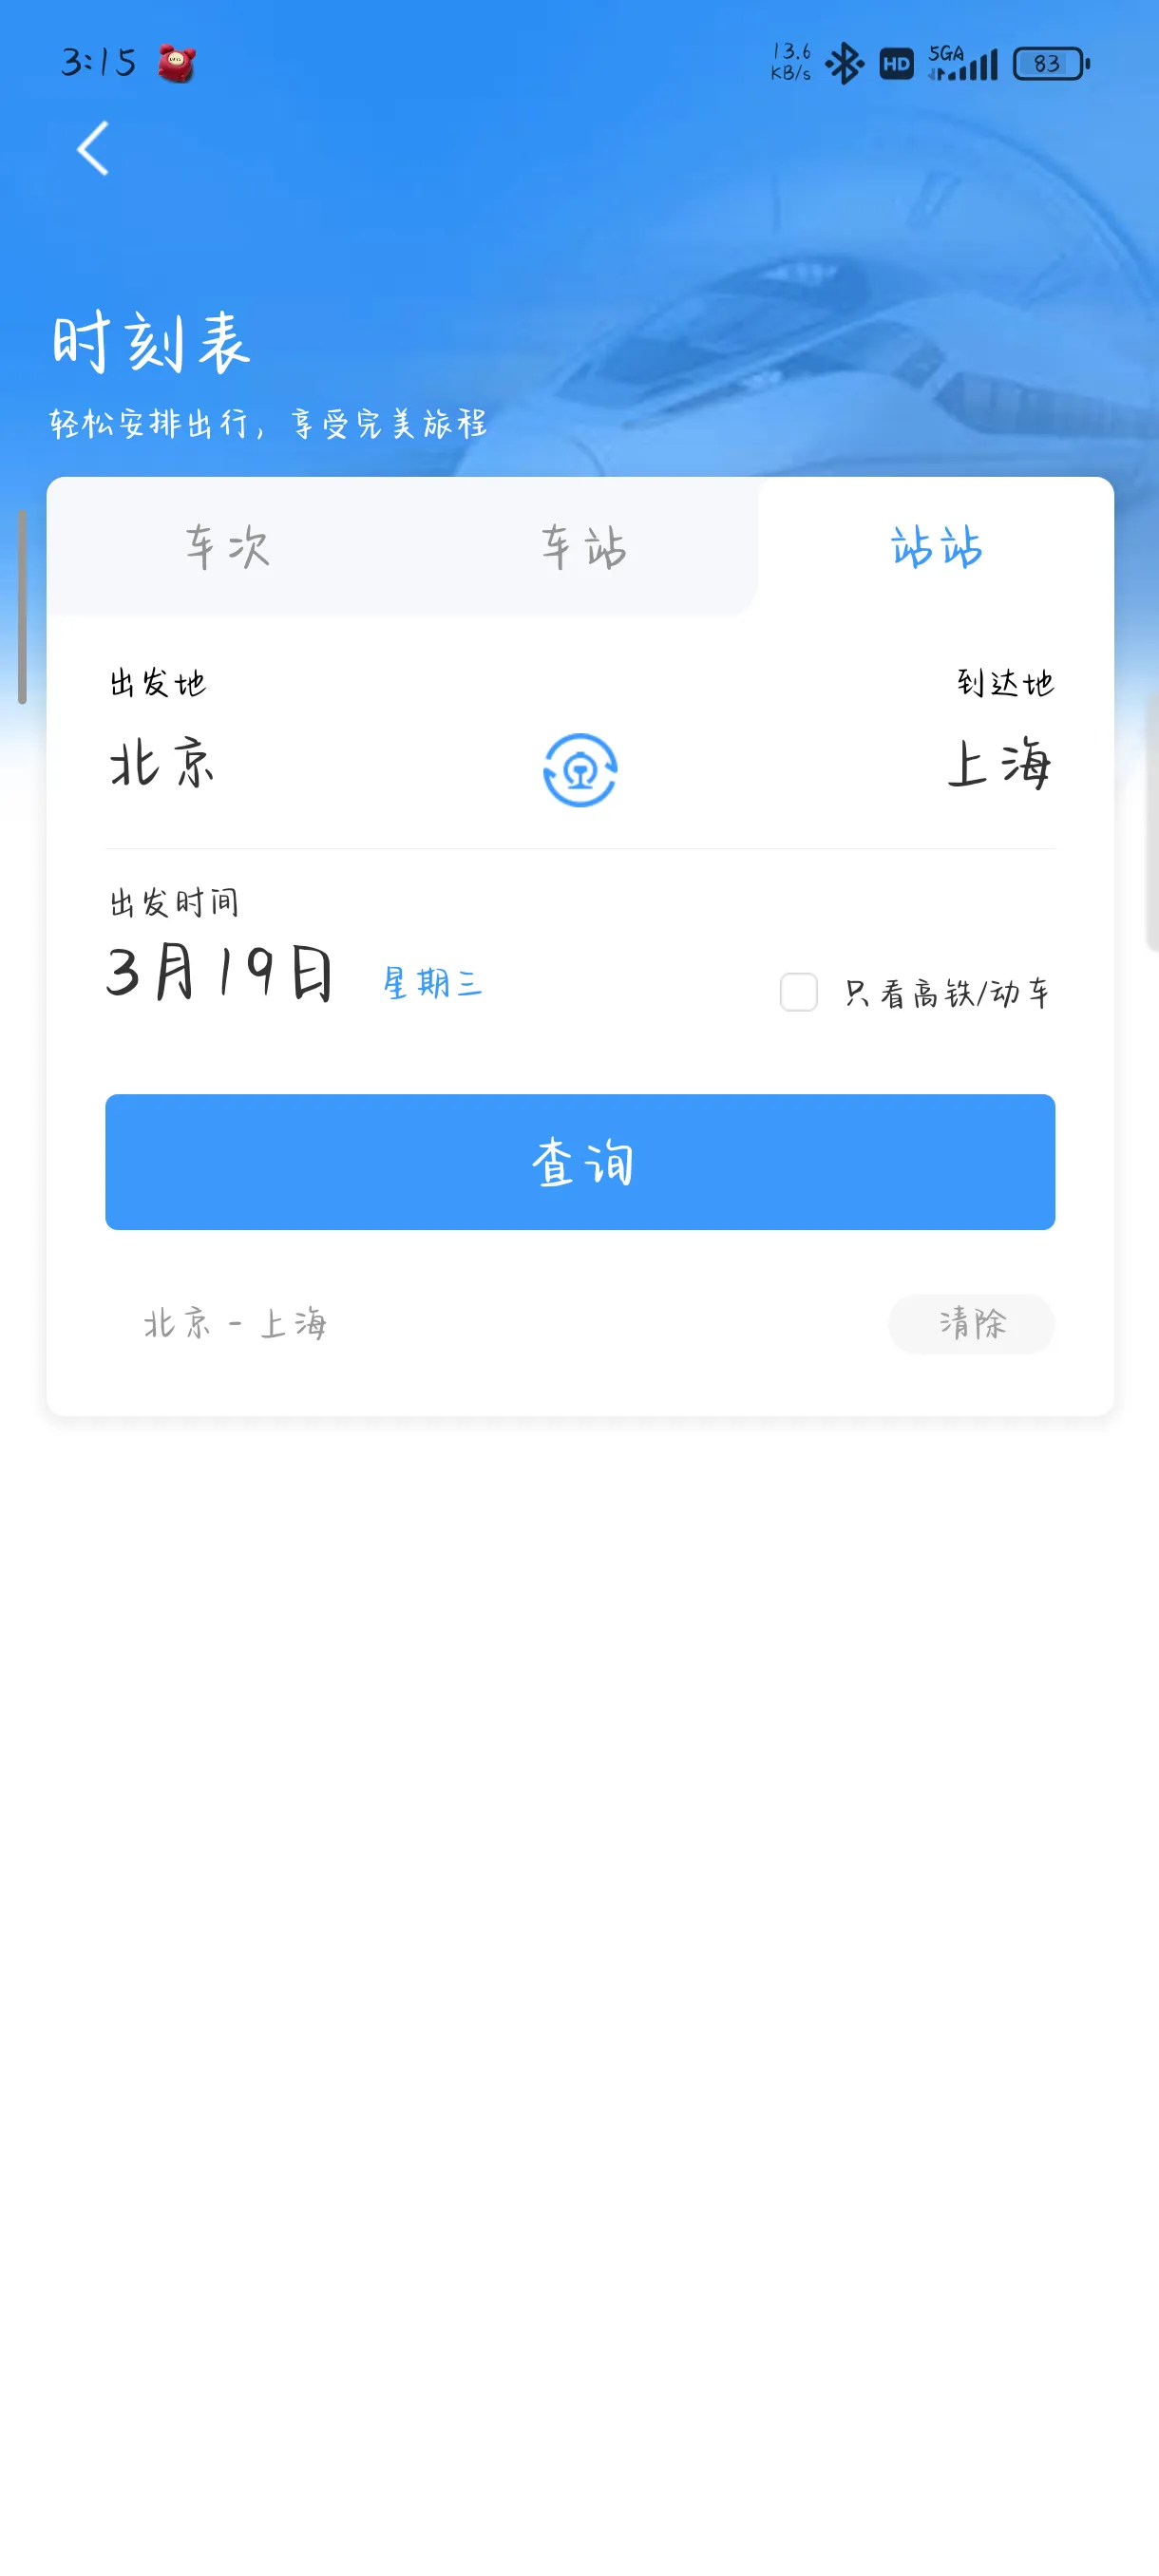 3:15
13.6
KB/s
HD
5GA
83
时刻表
轻松安排出行，享受完美旅程
车次 车站 站站
出发地 到达地
北京 上海
出发时间
3月19日 星期三 只看高铁/动车
查询
北京-上海 清除